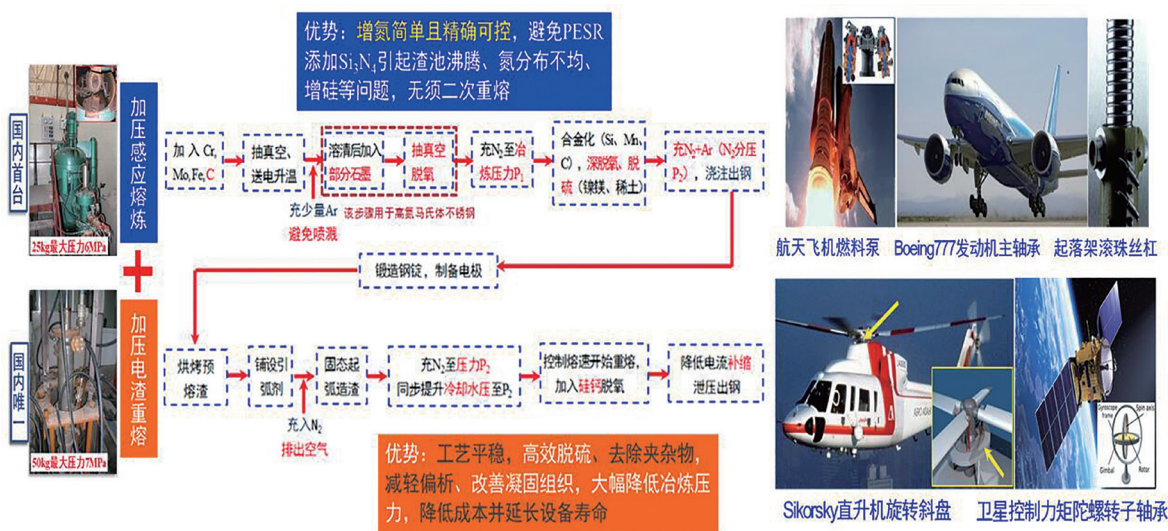 优势：增氮简单且精确可控，避免PESR
添加Si₃N₄引起渣池沸腾、氮分布不均、
增硅等问题，无须二次重熔
国内首台
25kg最大压力6MPa
加压感应熔炼
加入Cr,
Mo,Fe,C
抽真空、
送电升温
溶清后加入
部分石墨
抽真空
脱氧
充N₂至冶
炼压力P₁
合金化（Si、Mn、
C），深脱氧、脱
硫（镍镁、稀土）
充N₂+Ar（N₂分压
P₂），浇注出钢
充少量Ar
避免喷溅
该步骤用于高氮马氏体不锈钢
锻造钢锭，制备电极
国内唯一
50kg最大压力7MPa
加压电渣重熔
烘烤预
熔渣
铺设引
弧剂
固态起
弧造渣
充N₂至压力P₂
同步提升冷却水压至P₂
控制熔速开始重熔，
加入硅钙脱氧
降低电流补缩
泄压出钢
充入N₂
排出空气
优势：工艺平稳，高效脱硫、去除夹杂物，
减轻偏析、改善凝固组织，大幅降低冶炼压
力，降低成本并延长设备寿命
航天飞机燃料泵
Boeing777发动机主轴承
起落架滚珠丝杠
Gyroscope
frame
Spin axis
Gimbal
Rotor
Sikorsky直升机旋转斜盘
卫星控制力矩陀螺转子轴承